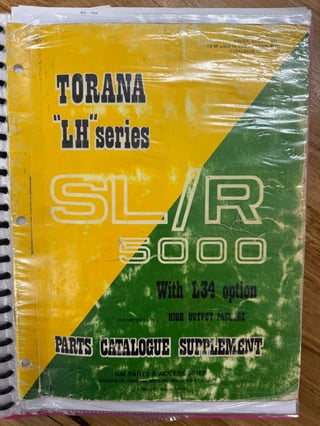 TORANA
"LH" series
SL/R
5000
With L34 option
"HIGH OUTPUT PACKAGE"
PARTS CATALOGUE SUPPLEMENT
GM PARTS & ACCESSORIES